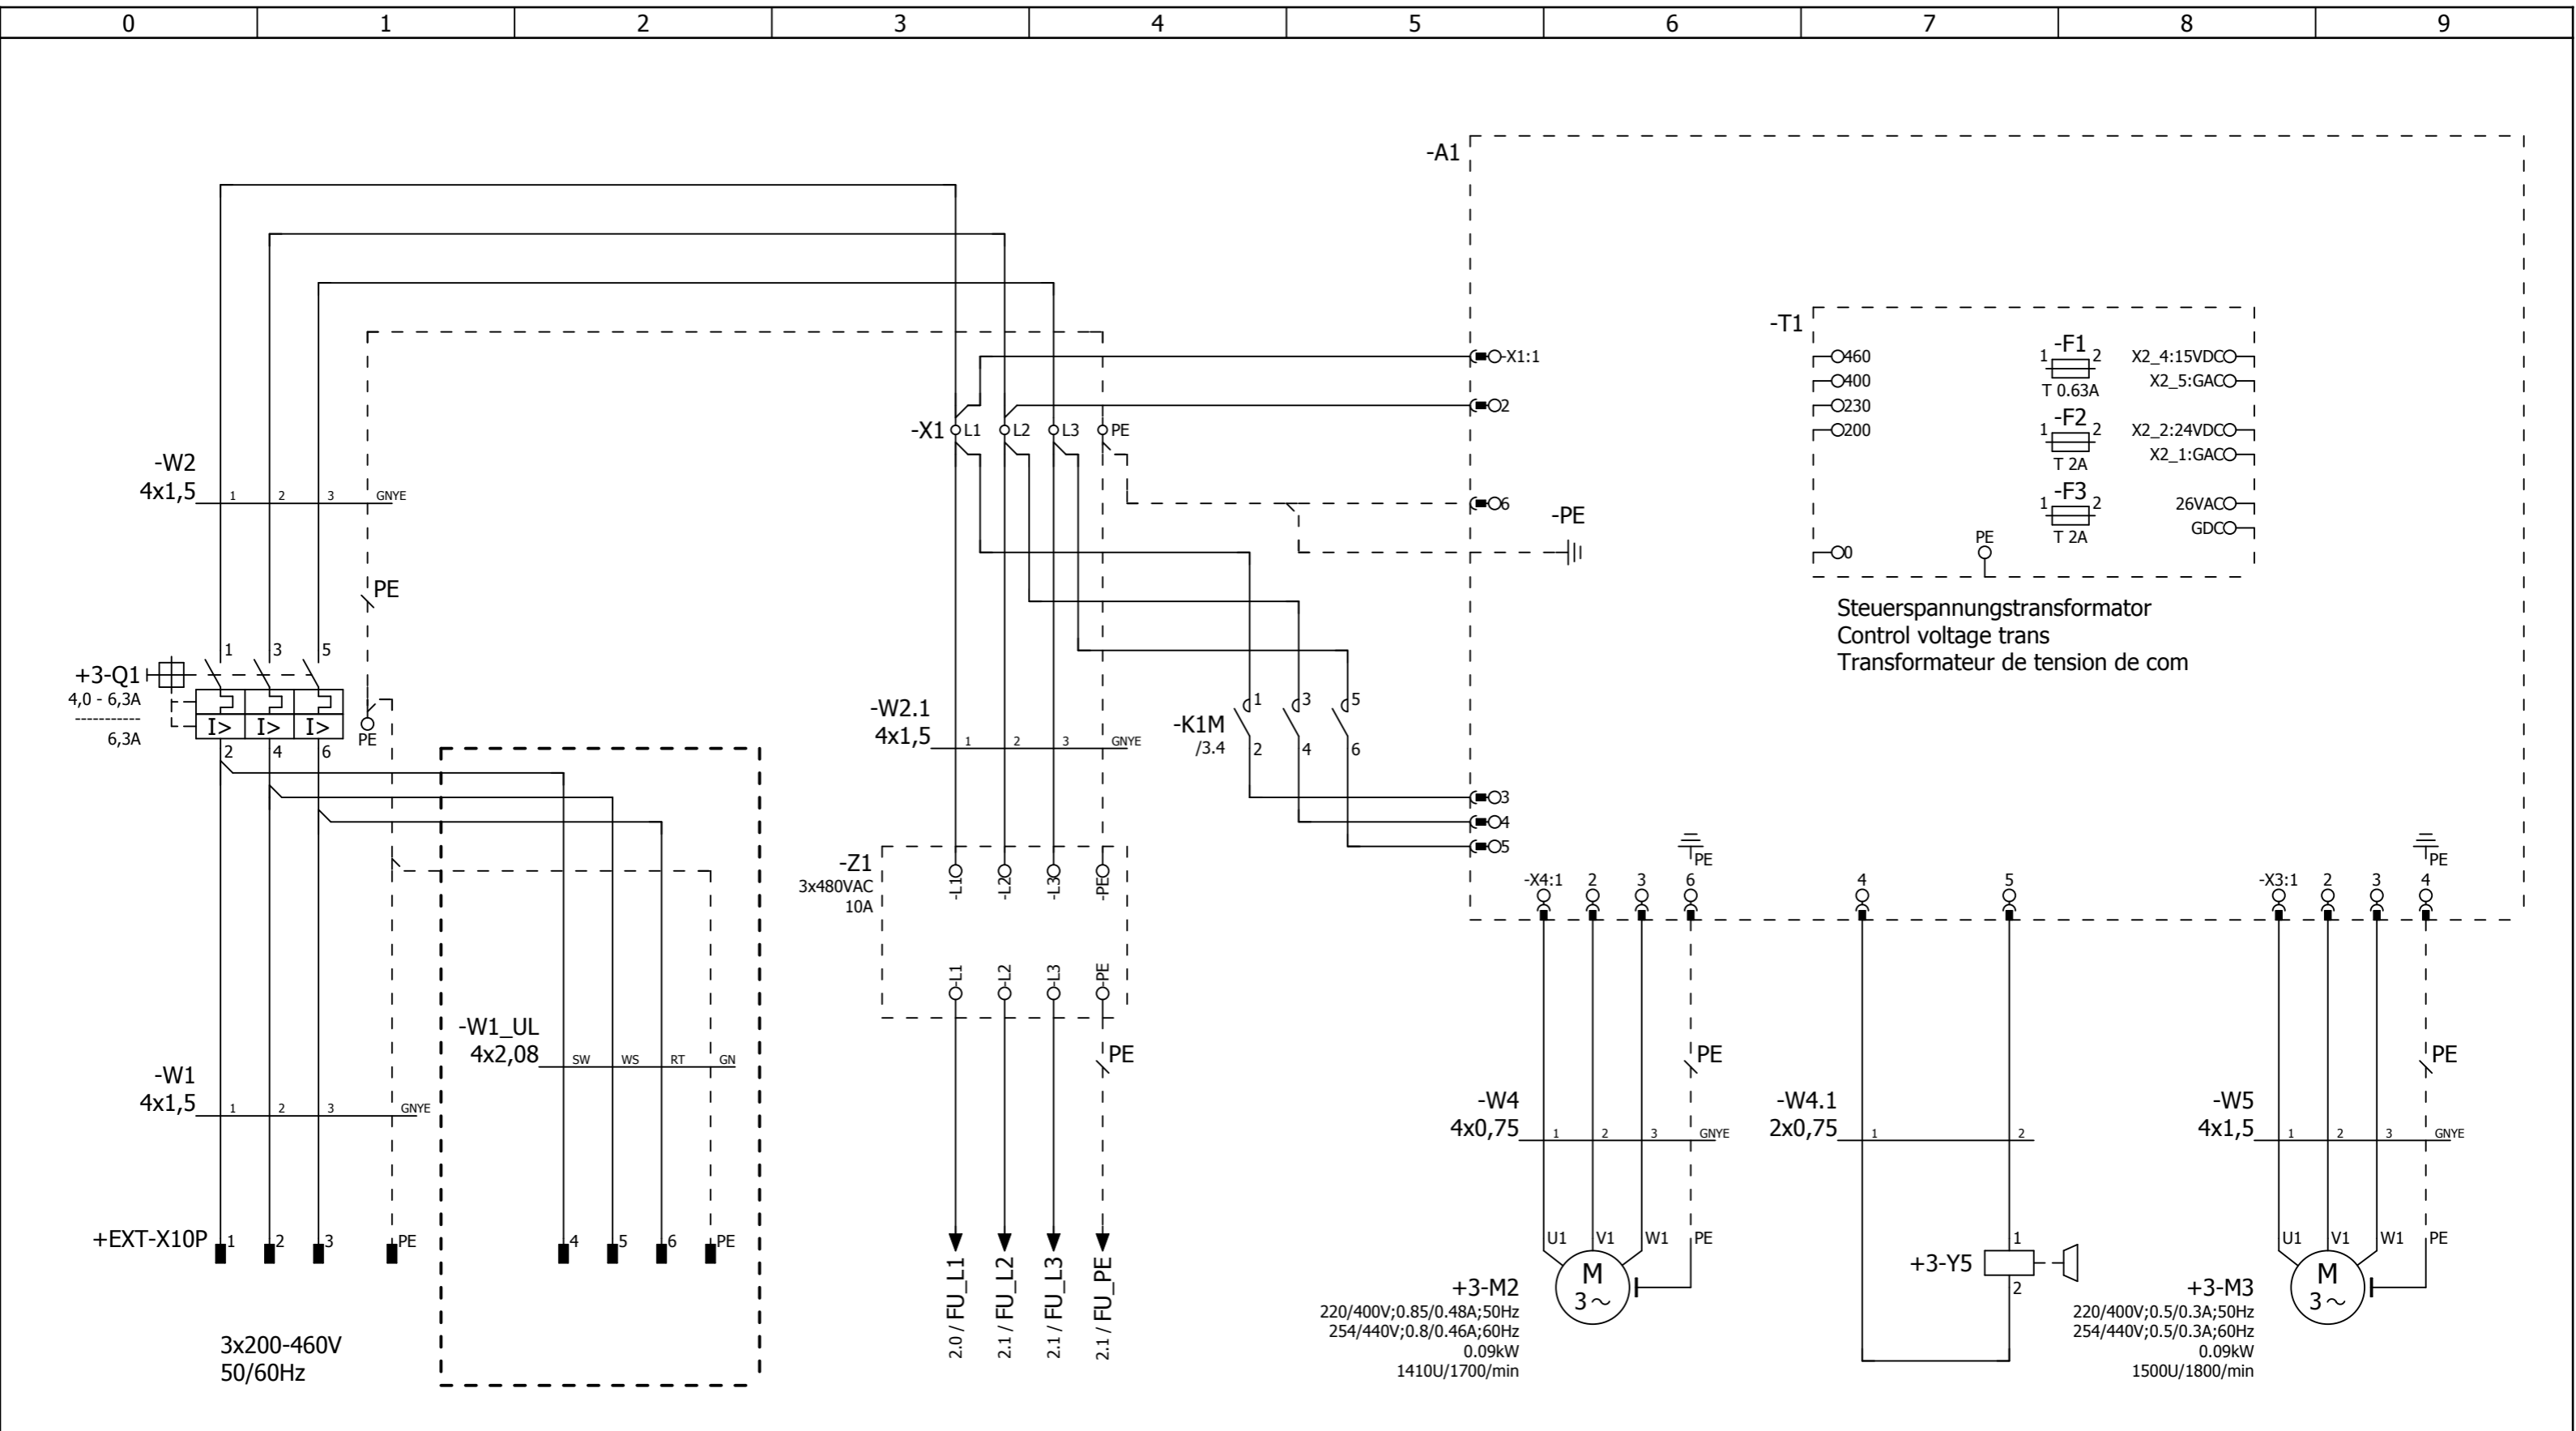 0 1 2 3 4 5 6 7 8 9
-A1
-T1
460
400
230
200
0
-F1
1 2
T 0.63A
-F2
1 2
T 2A
-F3
1 2
T 2A
X2_4:15VDC
X2_5:GAC
X2_2:24VDC
X2_1:GAC
26VAC
GDC
PE
Steuerspannungstransformator
Control voltage trans
Transformateur de tension de com
-X1:1
2
6
-PE
3
4
5
-X1 L1 L2 L3 PE
-W2
4x1,5
1 2 3 GNYE
PE
1 3 5
+3-Q1
4,0 - 6,3A
-----------
6,3A
I> I> I>
PE
2 4 6
-W2.1
4x1,5
1 2 3 GNYE
-K1M
/3.4
1 3 5
2 4 6
-Z1
3x480VAC
10A
-L1 -L2 -L3 -PE
-L1 -L2 -L3 -PE
PE
2.0 / FU_L1
2.1 / FU_L2
2.1 / FU_L3
2.1 / FU_PE
-W1_UL
4x2,08
SW WS RT GN
-W1
4x1,5
1 2 3 GNYE
+EXT-X10P 1 2 3 PE 4 5 6 PE
3x200-460V
50/60Hz
PE
-X4:1 2 3 6
4 5
PE
-X3:1 2 3 4
PE
-W4
4x0,75
1 2 3 GNYE
-W4.1
2x0,75
1 2
PE
-W5
4x1,5
1 2 3 GNYE
U1 V1 W1 PE
M
3~
+3-M2
220/400V;0.85/0.48A;50Hz
254/440V;0.8/0.46A;60Hz
0.09kW
1410U/1700/min
1
+3-Y5
2
U1 V1 W1 PE
M
3~
+3-M3
220/400V;0.5/0.3A;50Hz
254/440V;0.5/0.3A;60Hz
0.09kW
1500U/1800/min